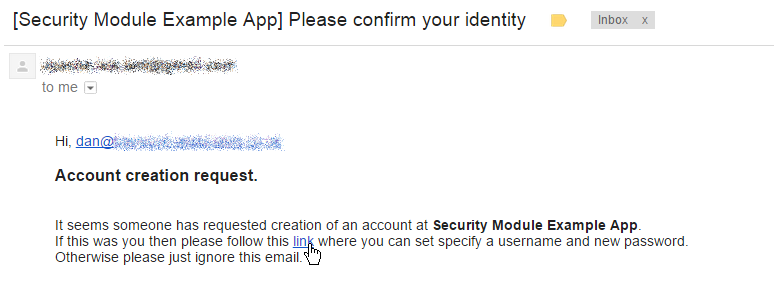 [Security Module Example App] Please confirm your identity Inbox x
to me
Hi, dan@
Account creation request.
It seems someone has requested creation of an account at Security Module Example App.
If this was you then please follow this link where you can set specify a username and new password.
Otherwise please just ignore this email.